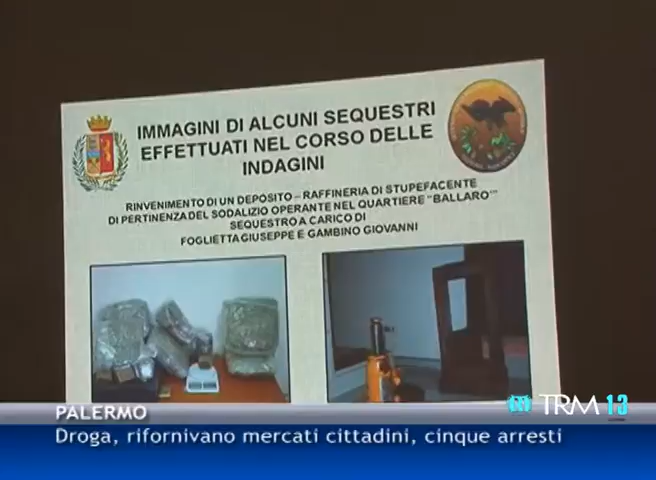 IMMAGINI DI ALCUNI SEQUESTRI
EFFETTUATI NEL CORSO DELLE
INDAGINI
RINVENIMENTO DI UN DEPOSITO – RAFFINERIA DI STUPEFACENTE
DI PERTINENZA DEL SODALIZIO OPERANTE NEL QUARTIERE "BALLARO'"
SEQUESTRO A CARICO DI
FOGLIETTA GIUSEPPE E GAMBINO GIOVANNI
PALERMO
TRM 13
Droga, rifornivano mercati cittadini, cinque arresti